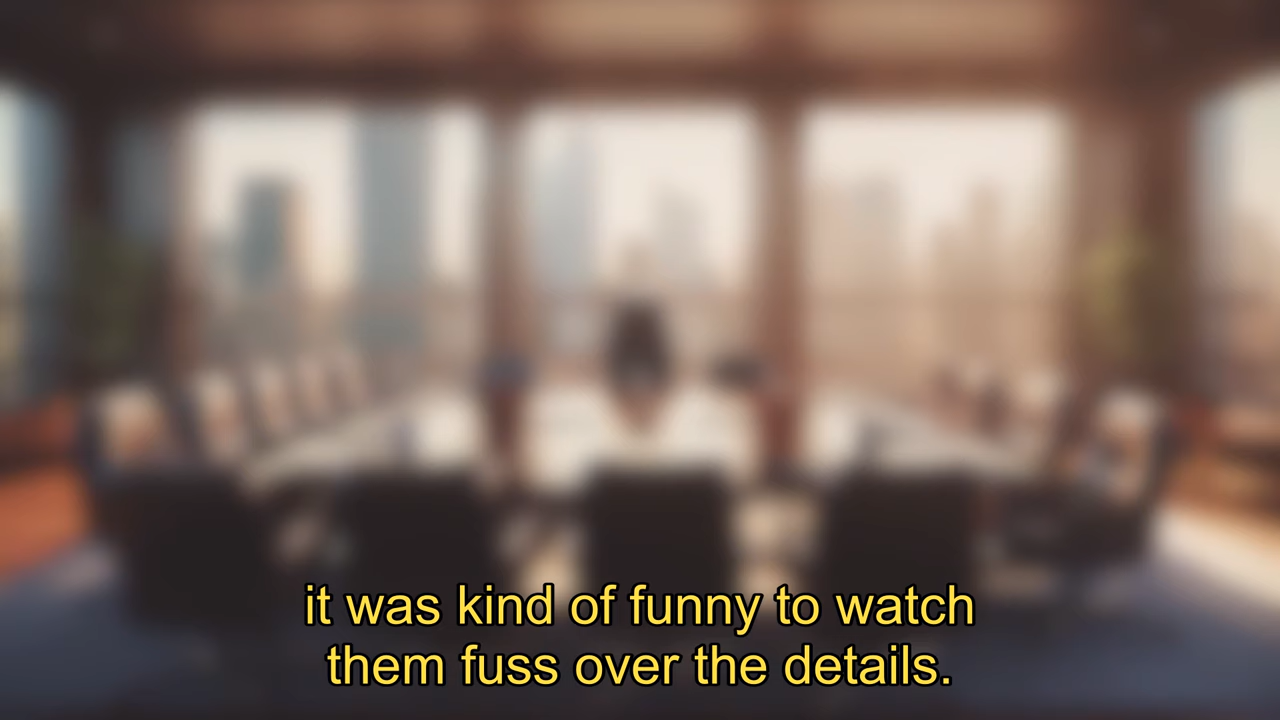 it was kind of funny to watch
them fuss over the details.